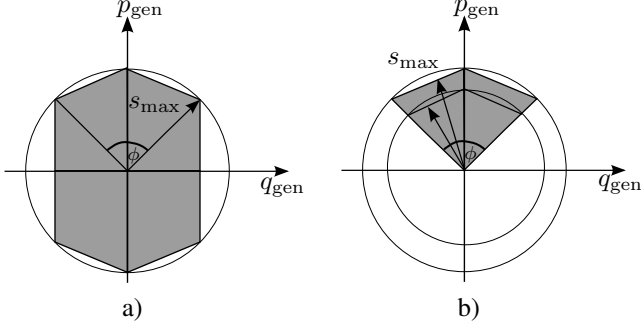 p_gen
p_gen
s_max
s_max
ϕ
ϕ
q_gen
q_gen
a)
b)